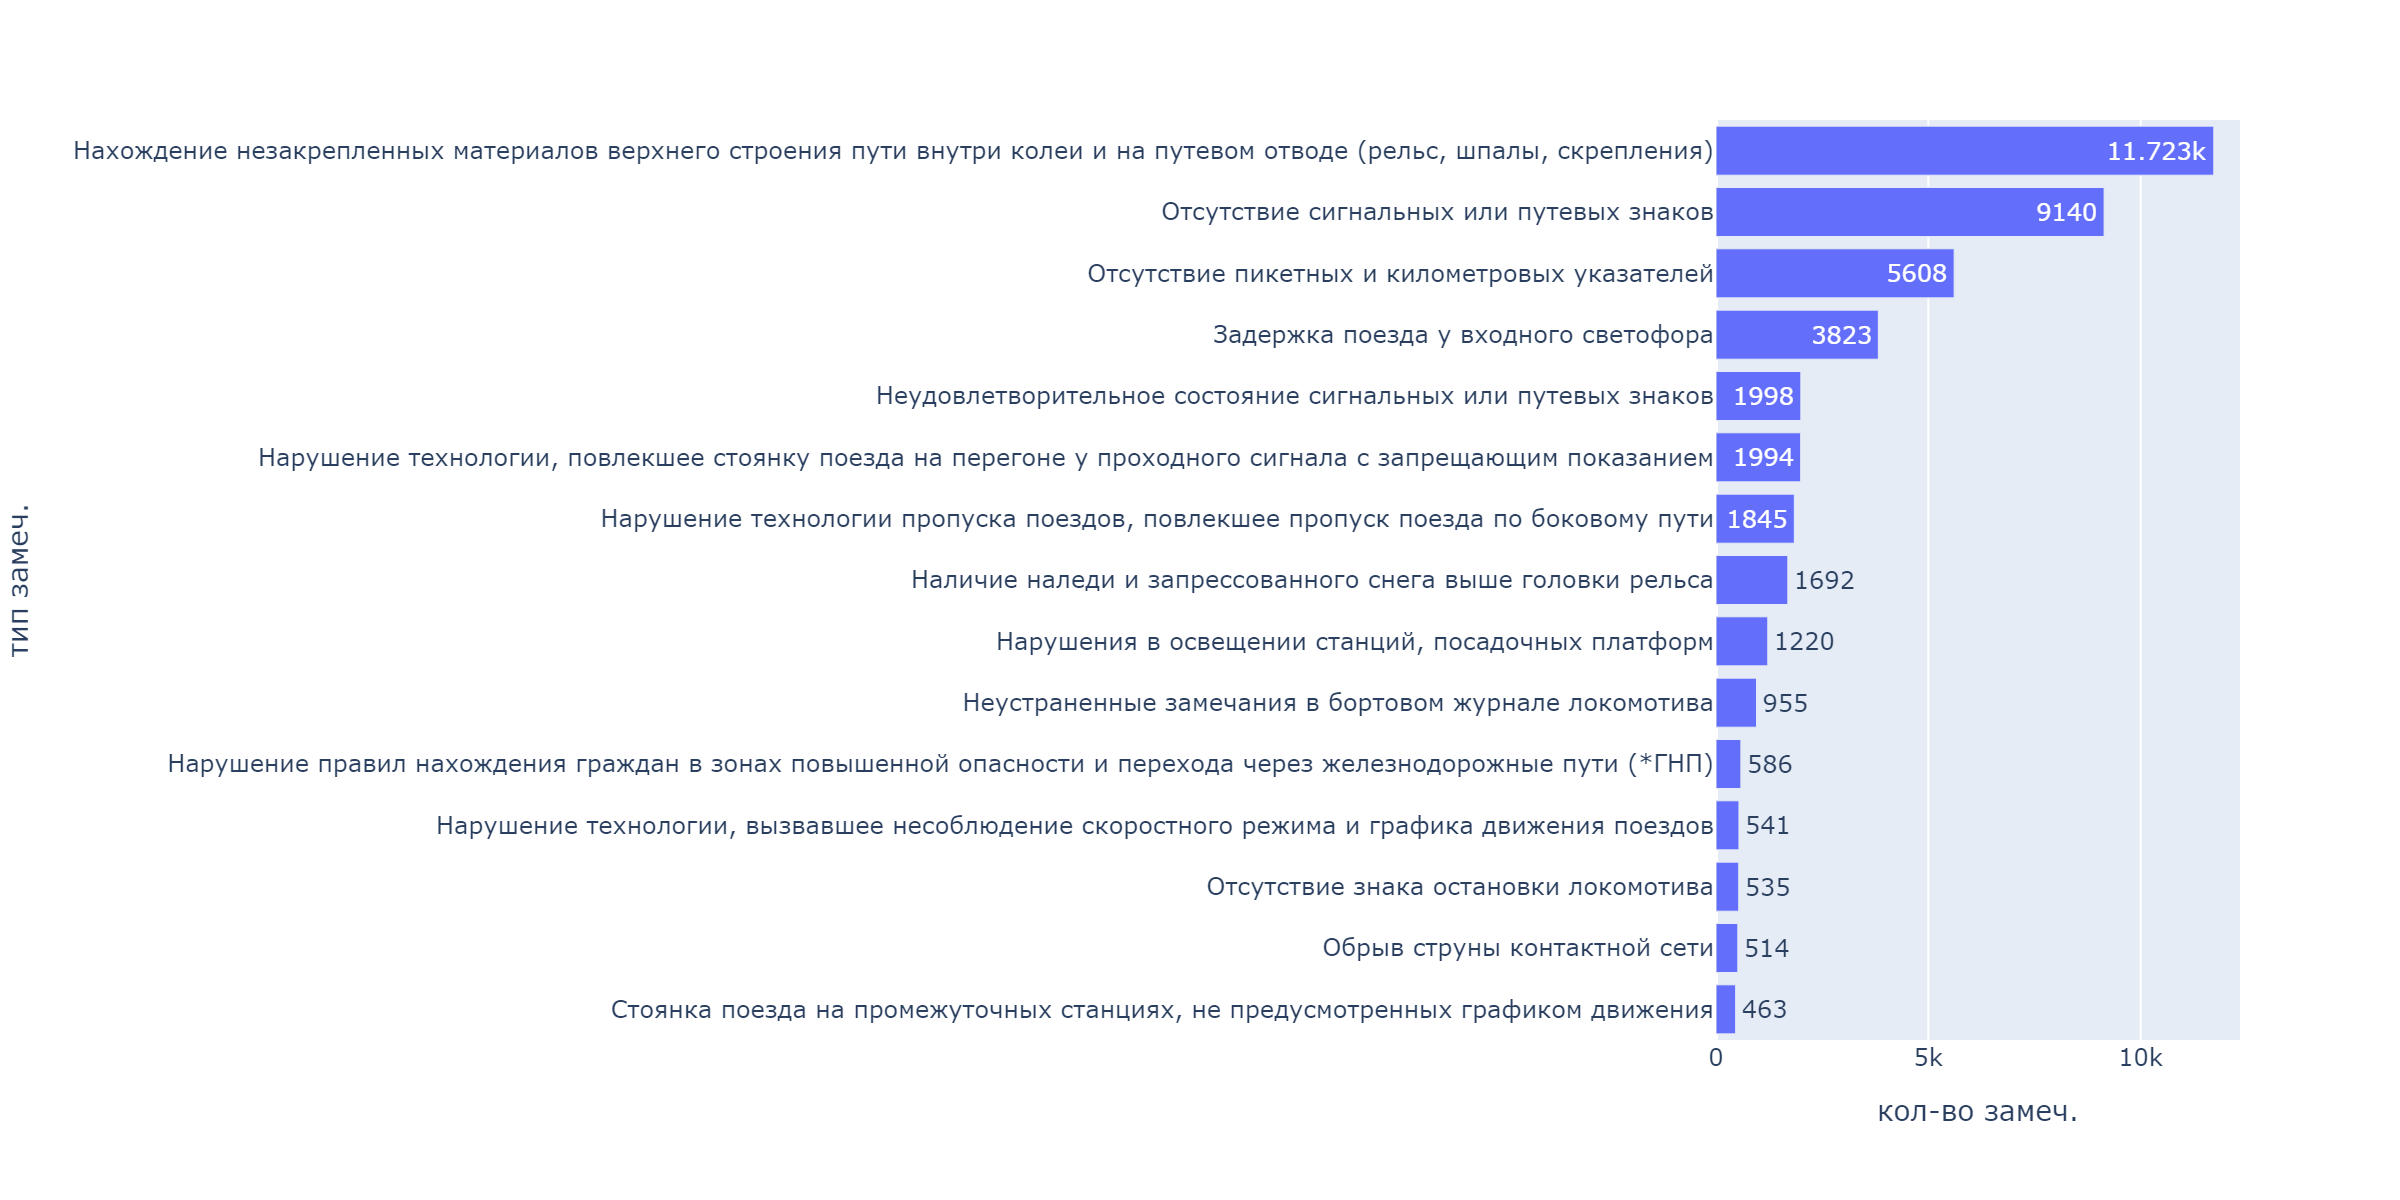 Нахождение незакрепленных материалов верхнего строения пути внутри колеи и на путевом отводе (рельс, шпалы, скрепления) 11.723k
Отсутствие сигнальных или путевых знаков 9140
Отсутствие пикетных и километровых указателей 5608
Задержка поезда у входного светофора 3823
Неудовлетворительное состояние сигнальных или путевых знаков 1998
Нарушение технологии, повлекшее стоянку поезда на перегоне у проходного сигнала с запрещающим показанием 1994
Нарушение технологии пропуска поездов, повлекшее пропуск поезда по боковому пути 1845
Наличие наледи и запрессованного снега выше головки рельса 1692
Нарушения в освещении станций, посадочных платформ 1220
Неустраненные замечания в бортовом журнале локомотива 955
Нарушение правил нахождения граждан в зонах повышенной опасности и перехода через железнодорожные пути (*ГНП) 586
Нарушение технологии, вызвавшее несоблюдение скоростного режима и графика движения поездов 541
Отсутствие знака остановки локомотива 535
Обрыв струны контактной сети 514
Стоянка поезда на промежуточных станциях, не предусмотренных графиком движения 463
0 5k 10k
кол-во замеч.
тип замеч.